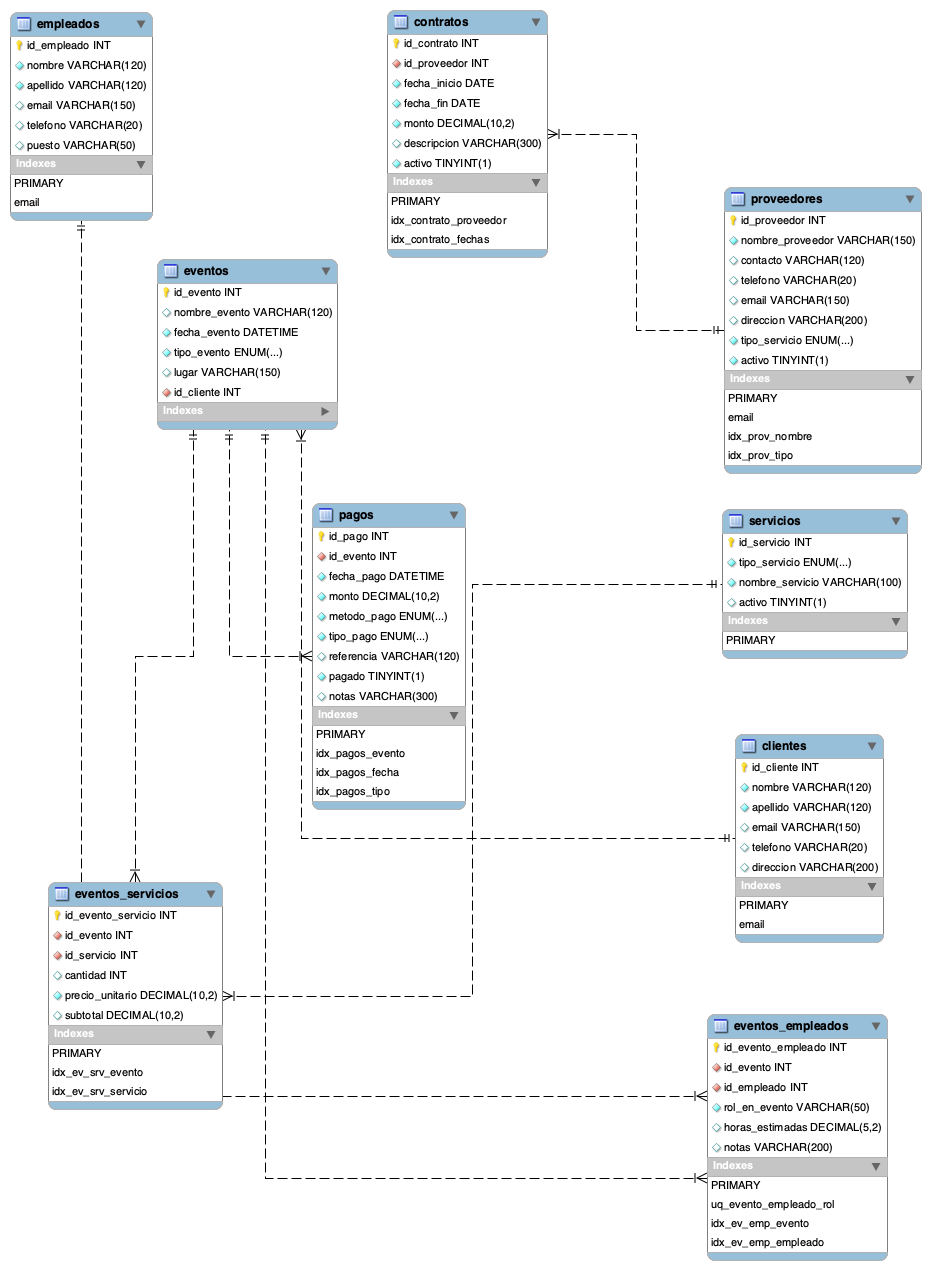 empleados
id_empleado INT
nombre VARCHAR(120)
apellido VARCHAR(120)
email VARCHAR(150)
telefono VARCHAR(20)
puesto VARCHAR(50)
Indexes
PRIMARY
email
contratos
id_contrato INT
id_proveedor INT
fecha_inicio DATE
fecha_fin DATE
monto DECIMAL(10,2)
descripcion VARCHAR(300)
activo TINYINT(1)
Indexes
PRIMARY
idx_contrato_proveedor
idx_contrato_fechas
proveedores
id_proveedor INT
nombre_proveedor VARCHAR(150)
contacto VARCHAR(120)
telefono VARCHAR(20)
email VARCHAR(150)
direccion VARCHAR(200)
tipo_servicio ENUM(...)
activo TINYINT(1)
Indexes
PRIMARY
email
idx_prov_nombre
idx_prov_tipo
eventos
id_evento INT
nombre_evento VARCHAR(120)
fecha_evento DATETIME
tipo_evento ENUM(...)
lugar VARCHAR(150)
id_cliente INT
Indexes
pagos
id_pago INT
id_evento INT
fecha_pago DATETIME
monto DECIMAL(10,2)
metodo_pago ENUM(...)
tipo_pago ENUM(...)
referencia VARCHAR(120)
pagado TINYINT(1)
notas VARCHAR(300)
Indexes
PRIMARY
idx_pagos_evento
idx_pagos_fecha
idx_pagos_tipo
servicios
id_servicio INT
tipo_servicio ENUM(...)
nombre_servicio VARCHAR(100)
activo TINYINT(1)
Indexes
PRIMARY
clientes
id_cliente INT
nombre VARCHAR(120)
apellido VARCHAR(120)
email VARCHAR(150)
telefono VARCHAR(20)
direccion VARCHAR(200)
Indexes
PRIMARY
email
eventos_servicios
id_evento_servicio INT
id_evento INT
id_servicio INT
cantidad INT
precio_unitario DECIMAL(10,2)
subtotal DECIMAL(10,2)
Indexes
PRIMARY
idx_ev_srv_evento
idx_ev_srv_servicio
eventos_empleados
id_evento_empleado INT
id_evento INT
id_empleado INT
rol_en_evento VARCHAR(50)
horas_estimadas DECIMAL(5,2)
notas VARCHAR(200)
Indexes
PRIMARY
uq_evento_empleado_rol
idx_ev_emp_evento
idx_ev_emp_empleado